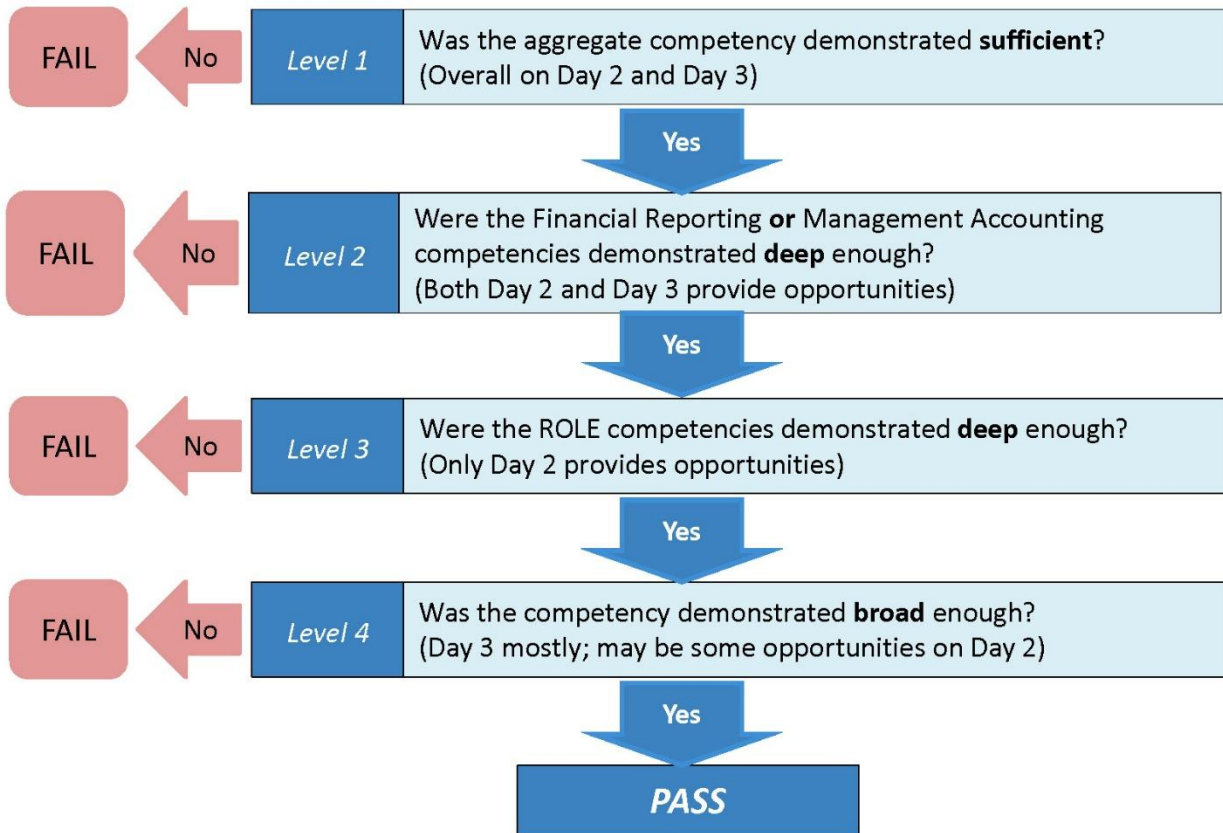 FAIL
No
Level 1
Was the aggregate competency demonstrated sufficient?
(Overall on Day 2 and Day 3)
Yes
FAIL
No
Level 2
Were the Financial Reporting or Management Accounting
competencies demonstrated deep enough?
(Both Day 2 and Day 3 provide opportunities)
Yes
FAIL
No
Level 3
Were the ROLE competencies demonstrated deep enough?
(Only Day 2 provides opportunities)
Yes
FAIL
No
Level 4
Was the competency demonstrated broad enough?
(Day 3 mostly; may be some opportunities on Day 2)
Yes
PASS